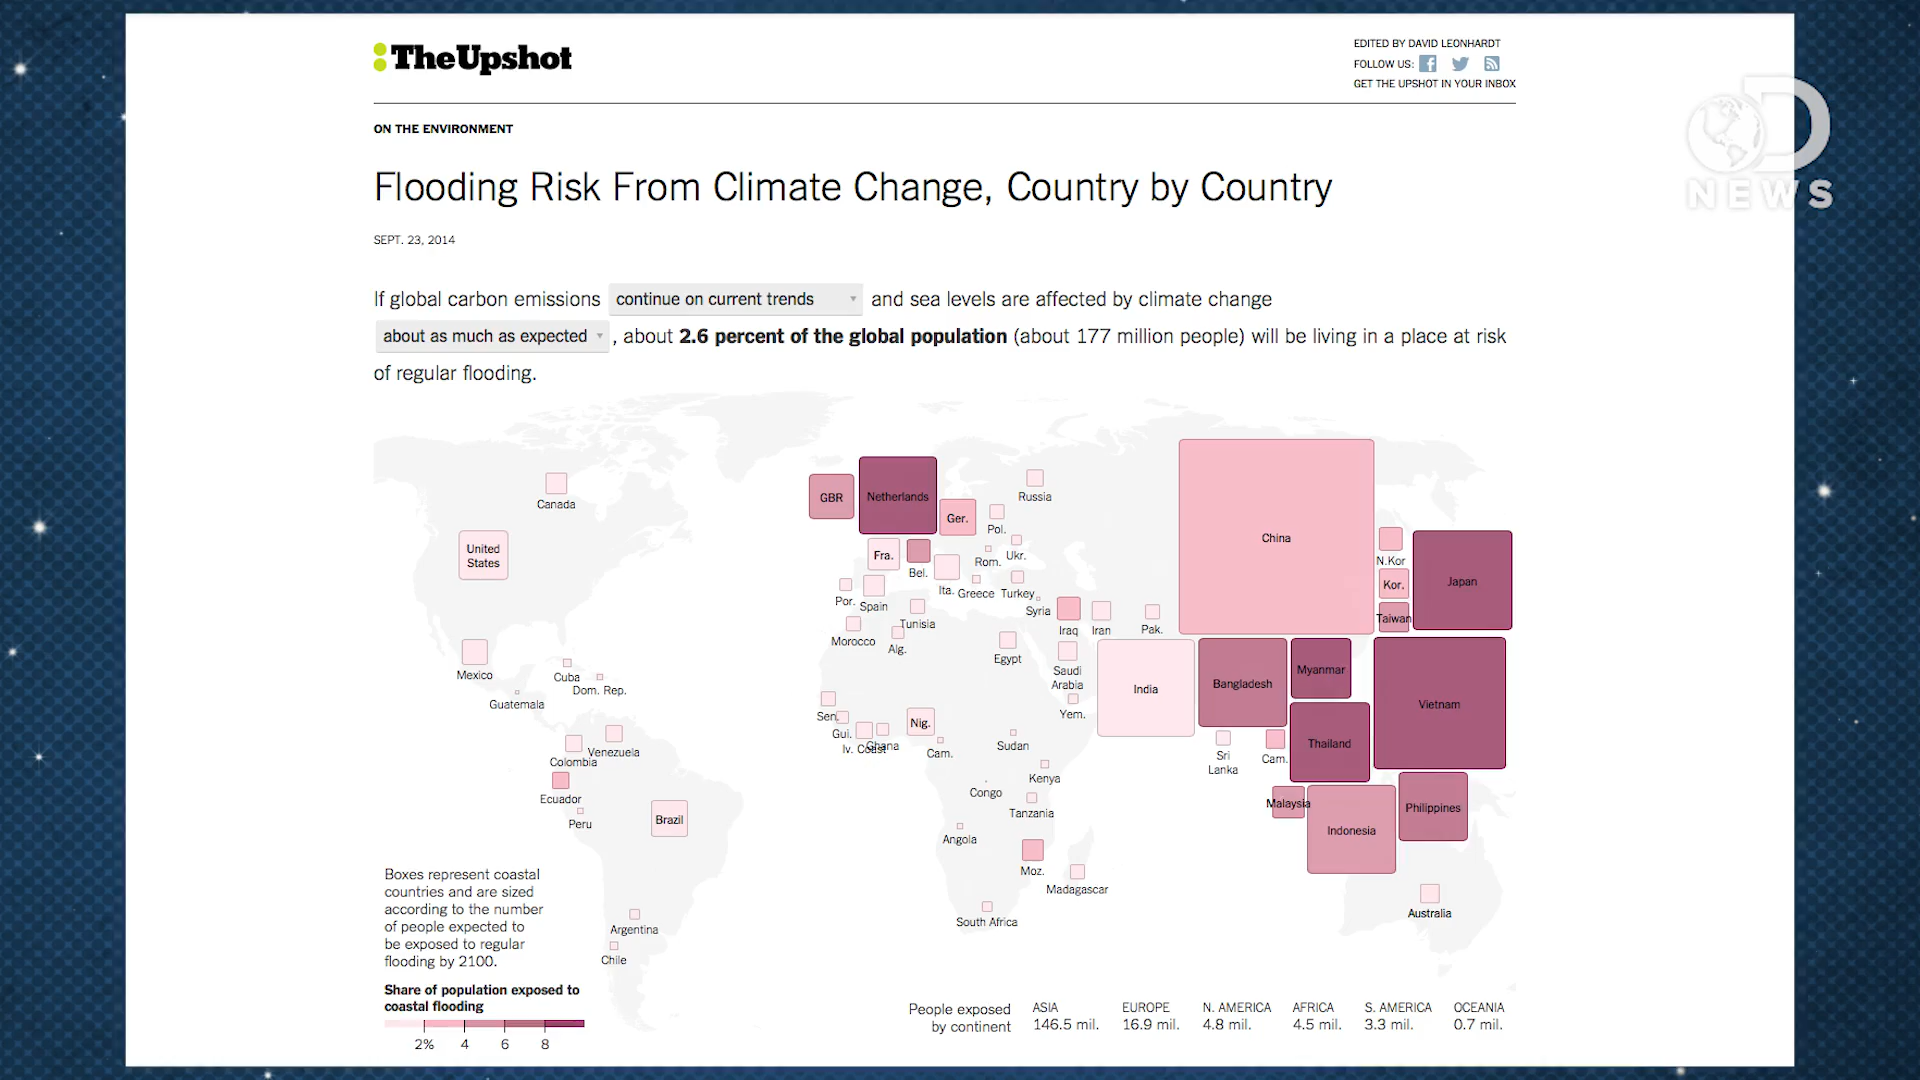 The Upshot
EDITED BY DAVID LEONHARDT
FOLLOW US:
GET THE UPSHOT IN YOUR INBOX
D
NEWS
ON THE ENVIRONMENT
Flooding Risk From Climate Change, Country by Country
SEPT. 23, 2014
If global carbon emissions continue on current trends and sea levels are affected by climate change
about as much as expected , about 2.6 percent of the global population (about 177 million people) will be living in a place at risk
of regular flooding.
Canada
United
States
Mexico
Cuba
Dom. Rep.
Guatemala
Venezuela
Colombia
Ecuador
Peru
Brazil
Argentina
Chile
GBR
Netherlands
Ger.
Pol.
Russia
Fra.
Bel.
Rom.
Ukr.
Ita.
Greece
Turkey
Por.
Spain
Syria
Tunisia
Morocco
Alg.
Egypt
Iraq
Iran
Pak.
Saudi
Arabia
Yem.
Sen.
Gui.
Iv. Coast
Ghana
Nig.
Cam.
Sudan
Congo
Kenya
Tanzania
Angola
Moz.
Madagascar
South Africa
China
N.Kor
Kor.
Taiwan
Japan
India
Bangladesh
Myanmar
Vietnam
Thailand
Sri
Lanka
Cam.
Malaysia
Indonesia
Philippines
Australia
Boxes represent coastal
countries and are sized
according to the number
of people expected to
be exposed to regular
flooding by 2100.
Share of population exposed to
coastal flooding
2% 4 6 8
People exposed
by continent
ASIA EUROPE N. AMERICA AFRICA S. AMERICA OCEANIA
146.5 mil. 16.9 mil. 4.8 mil. 4.5 mil. 3.3 mil. 0.7 mil.